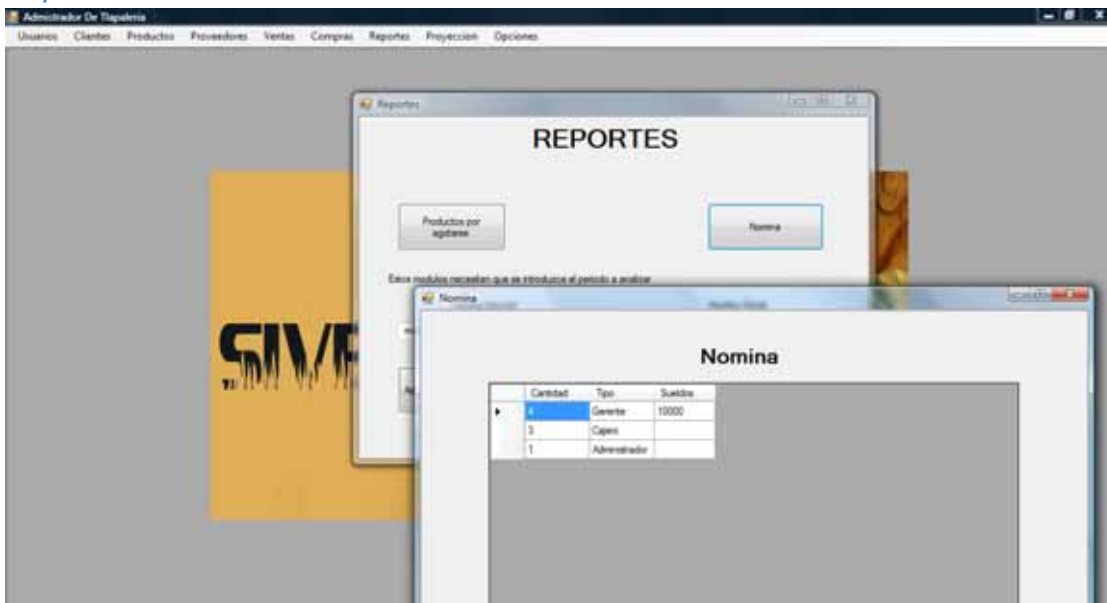 Admistrador De Tlapaleria
Usuarios Clientes Productos Proveedores Ventas Compras Reportes Proyeccion Opciones
Reportes
REPORTES
Productos por
agotarse
Nomina
Estos modulos necesitan que se introduzca el periodo a analizar
Nomina
SIV
Nomina
Cantidad Tipo Sueldos
4 Gerente 10000
3 Cajero
1 Administrador